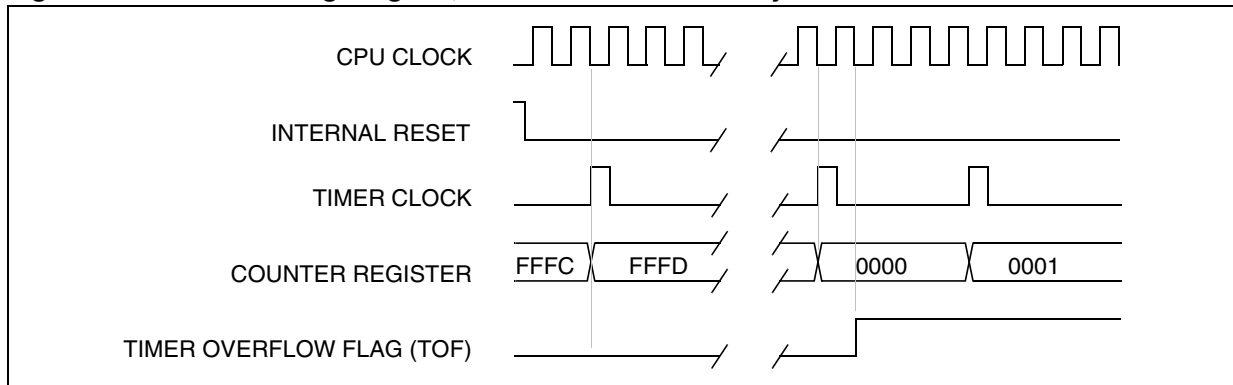 CPU CLOCK
INTERNAL RESET
TIMER CLOCK
COUNTER REGISTER FFFC FFFD 0000 0001
TIMER OVERFLOW FLAG (TOF)